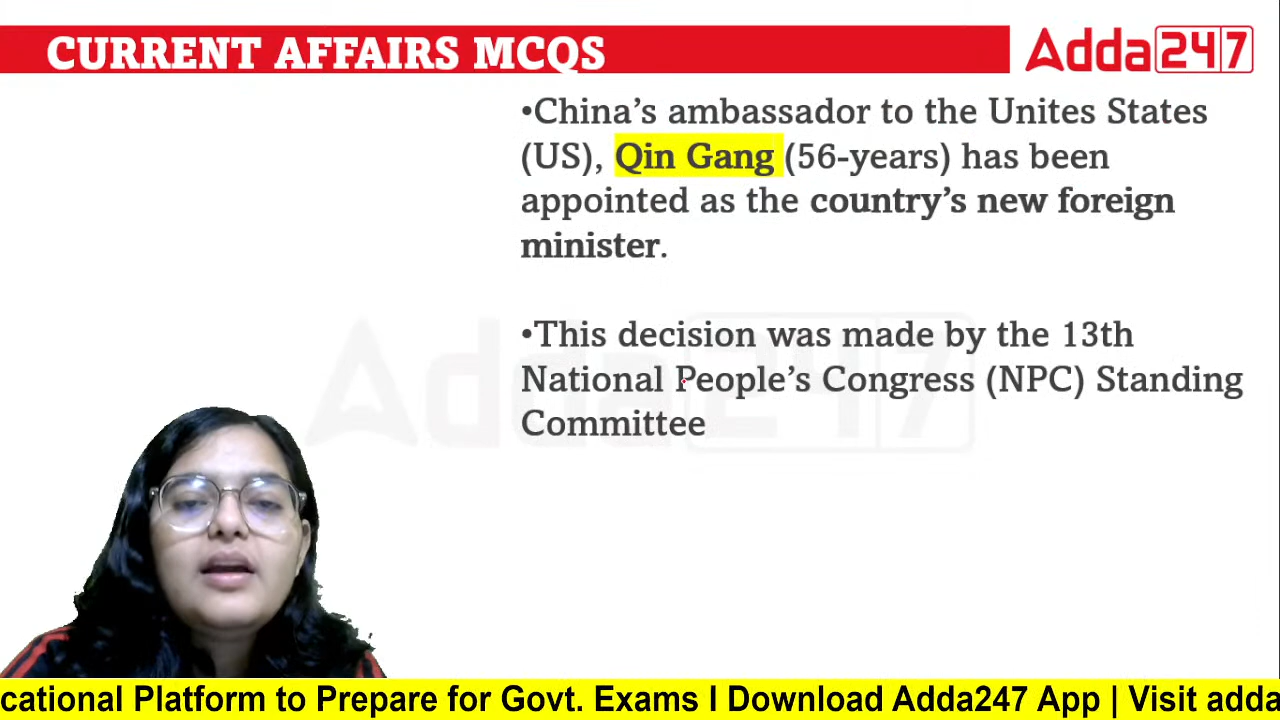 CURRENT AFFAIRS MCQS
Adda247
•China’s ambassador to the Unites States
(US), Qin Gang (56-years) has been
appointed as the country’s new foreign
minister.
•This decision was made by the 13th
National People’s Congress (NPC) Standing
Committee
Adda247
cational Platform to Prepare for Govt. Exams I Download Adda247 App | Visit adda